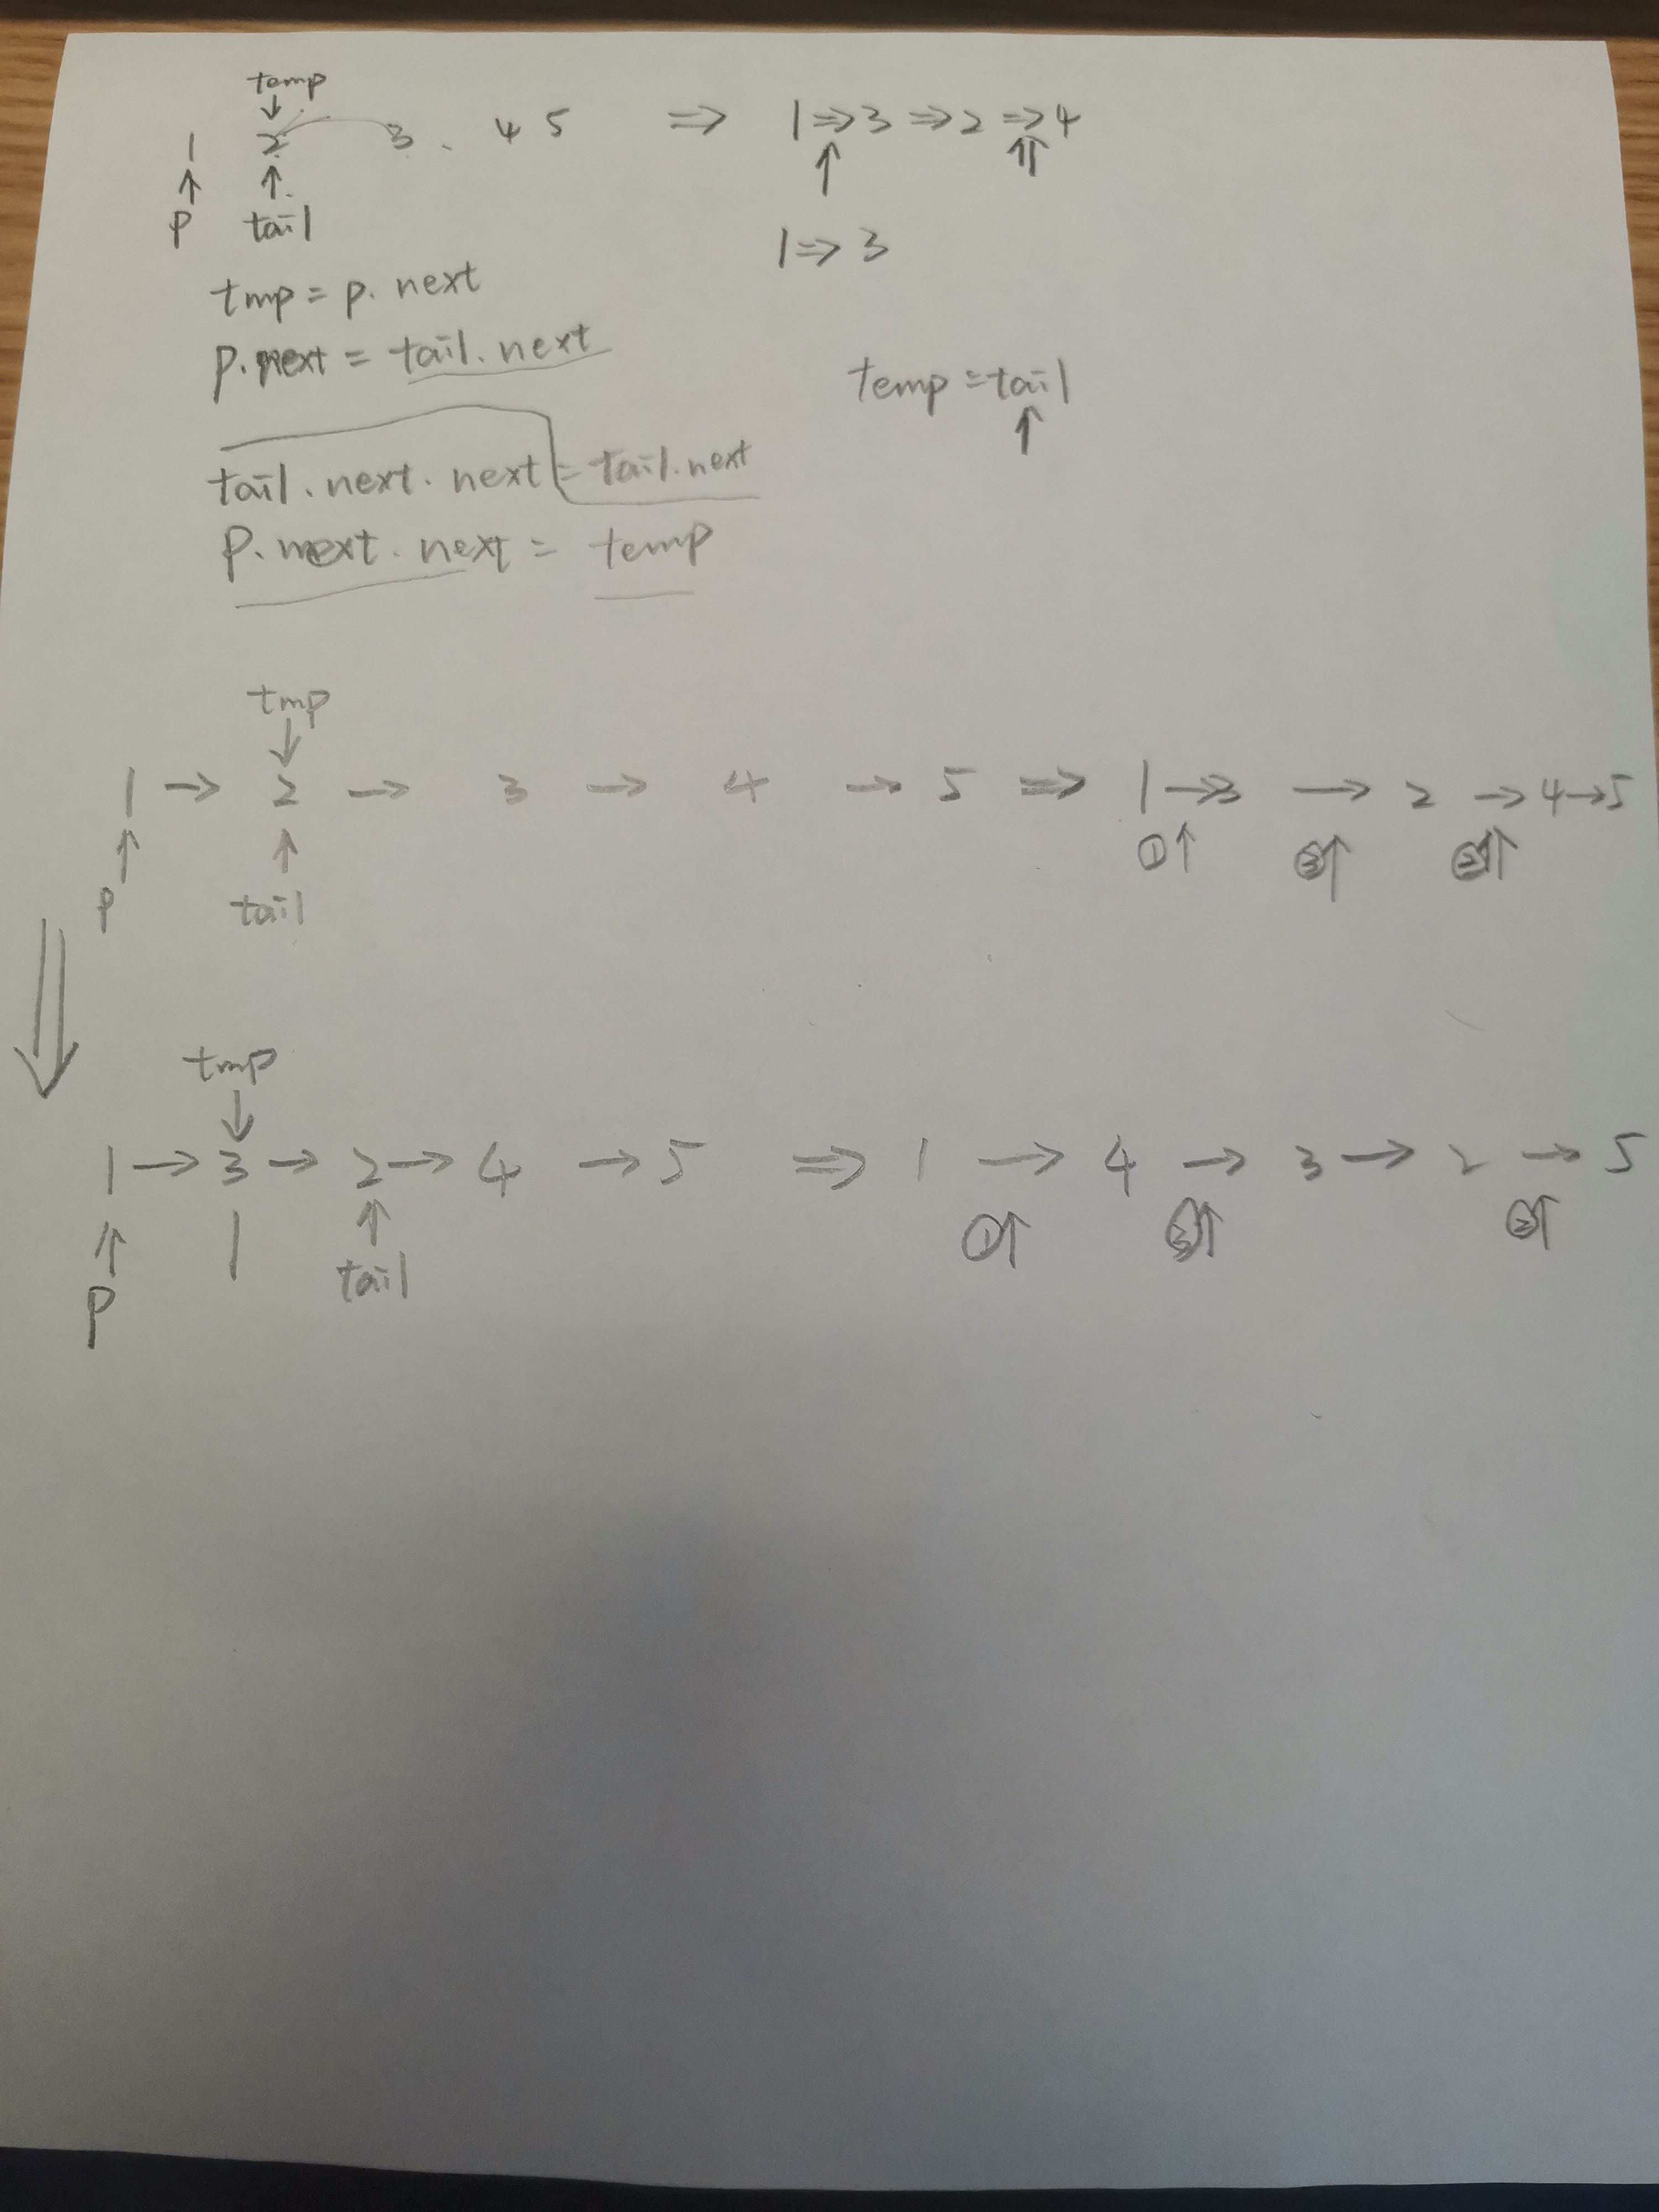 temp
↓
1 2 3 . 4 5 ⇒ 1 ⇒ 3 ⇒ 2 ⇒ 4
↑ ↑ ↑ ⇑
p tail
1 ⇒ 3
tmp = p. next
p.next = tail.next
temp = tail
↑
tail.next.next = tail.next
p.next.next = temp
tmp
↓
1 → 2 → 3 → 4 → 5 ⇒ 1 → 3 → 2 → 4 → 5
↑ ↑ ①↑ ③↑ ②↑
p tail
⇓
tmp
↓
1 → 3 → 2 → 4 → 5 ⇒ 1 → 4 → 3 → 2 → 5
⇑ | ↑ ①↑ ③↑ ②↑
p tail